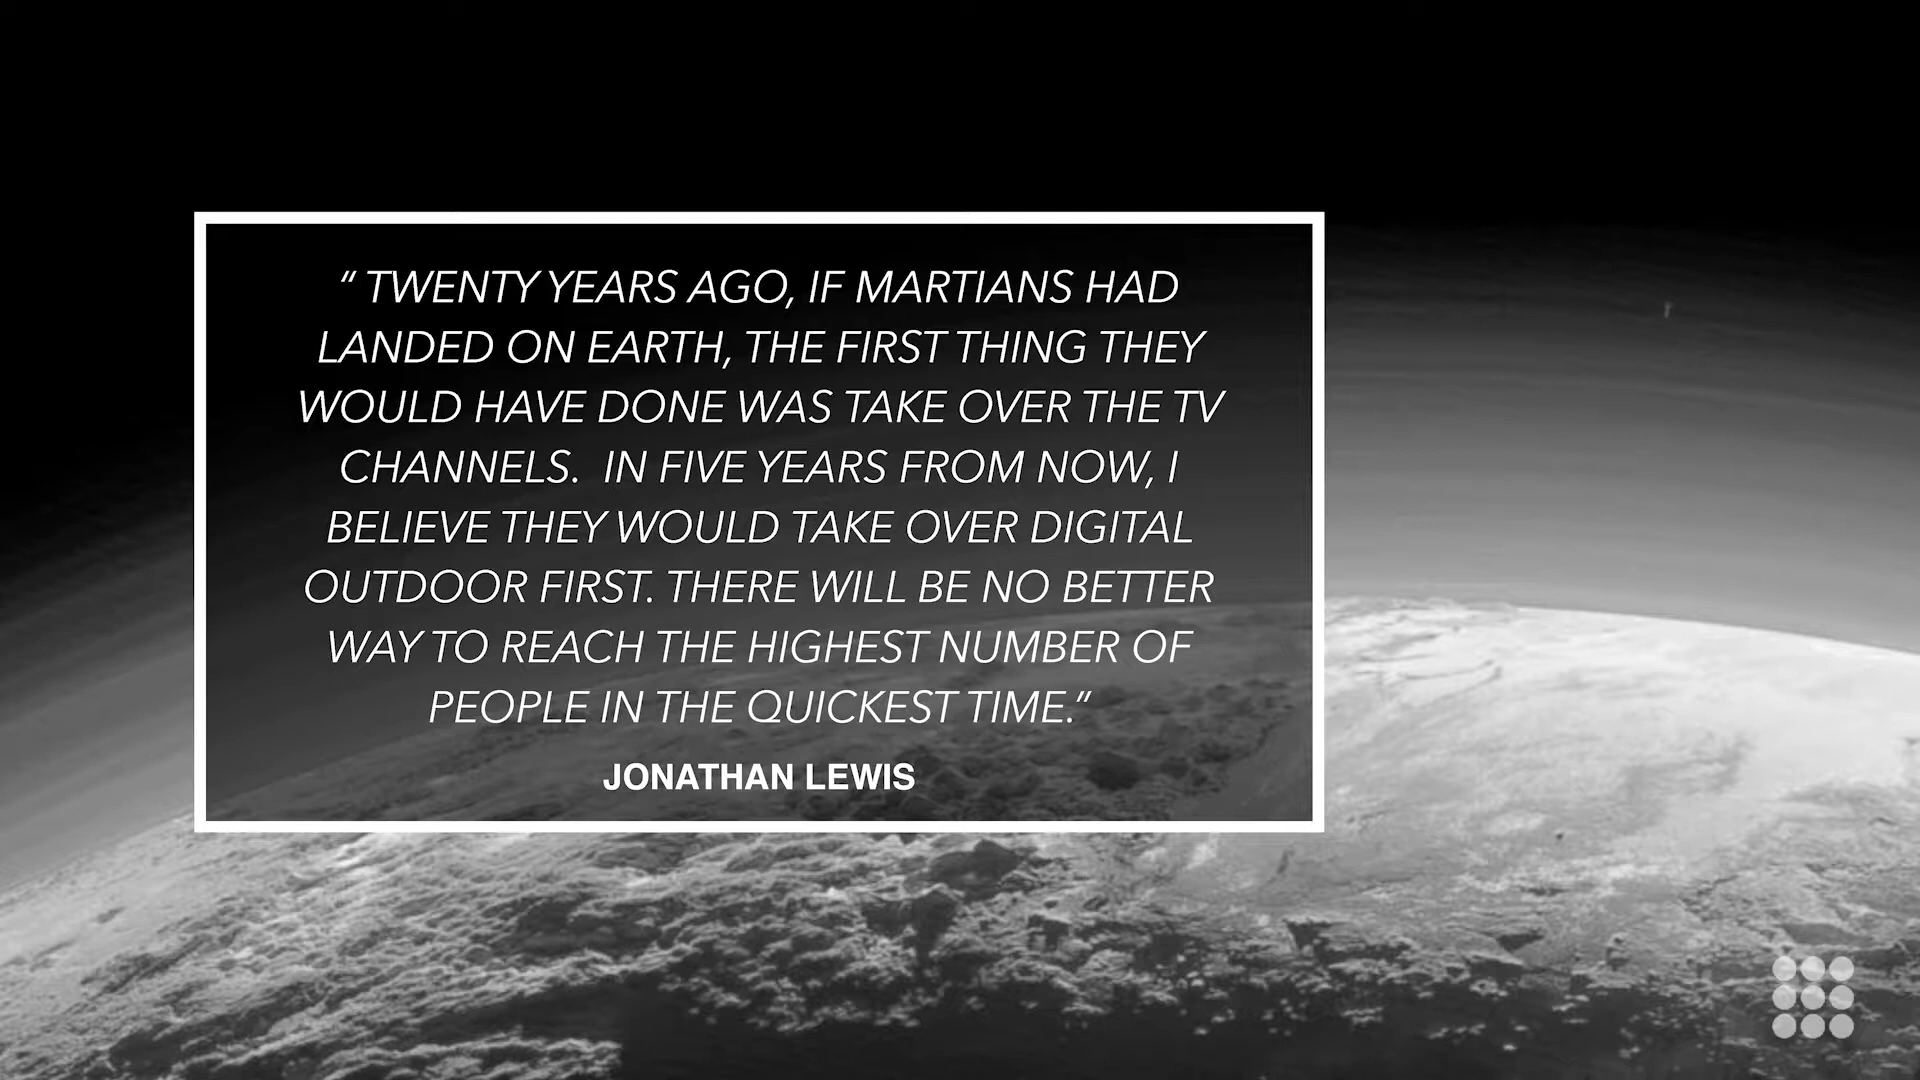 “ TWENTY YEARS AGO, IF MARTIANS HAD
LANDED ON EARTH, THE FIRST THING THEY
WOULD HAVE DONE WAS TAKE OVER THE TV
CHANNELS.  IN FIVE YEARS FROM NOW, I
BELIEVE THEY WOULD TAKE OVER DIGITAL
OUTDOOR FIRST. THERE WILL BE NO BETTER
WAY TO REACH THE HIGHEST NUMBER OF
PEOPLE IN THE QUICKEST TIME.”
JONATHAN LEWIS